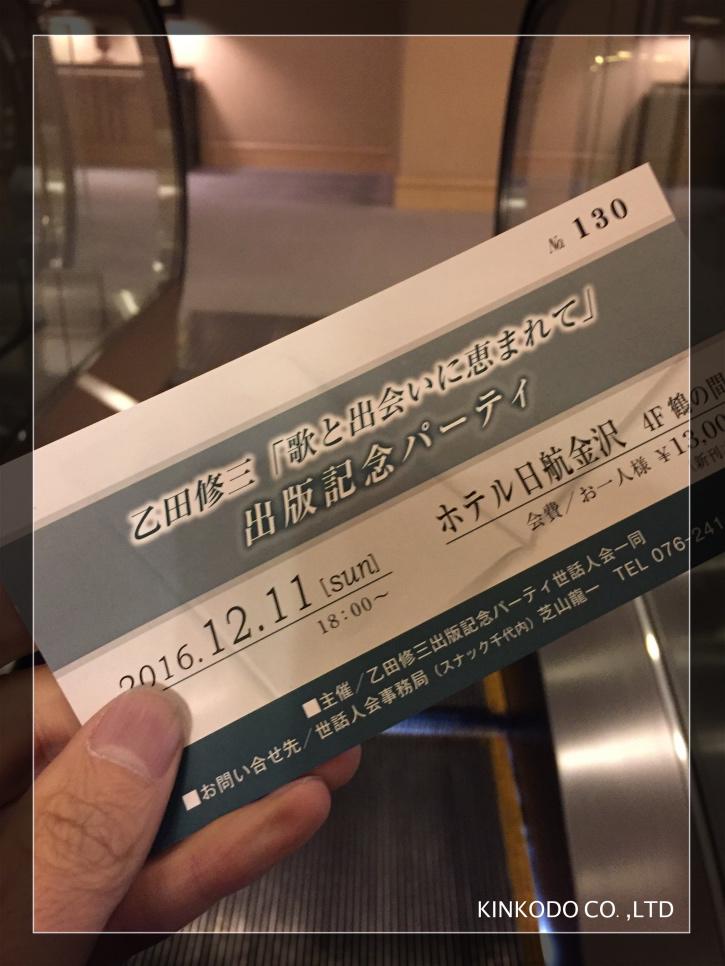 № 130
乙田修三「歌と出会いに恵まれて」
出版記念パーティ
2016.12.11[sun]
18:00～
ホテル日航金沢 4F 鶴の間
会費／お一人様 ¥13,00
(新刊
■主催／乙田修三出版記念パーティ世話人会一同
■お問い合せ先／世話人会事務局（スナック千代内）芝山龍一 TEL 076-241
KINKODO CO. ,LTD